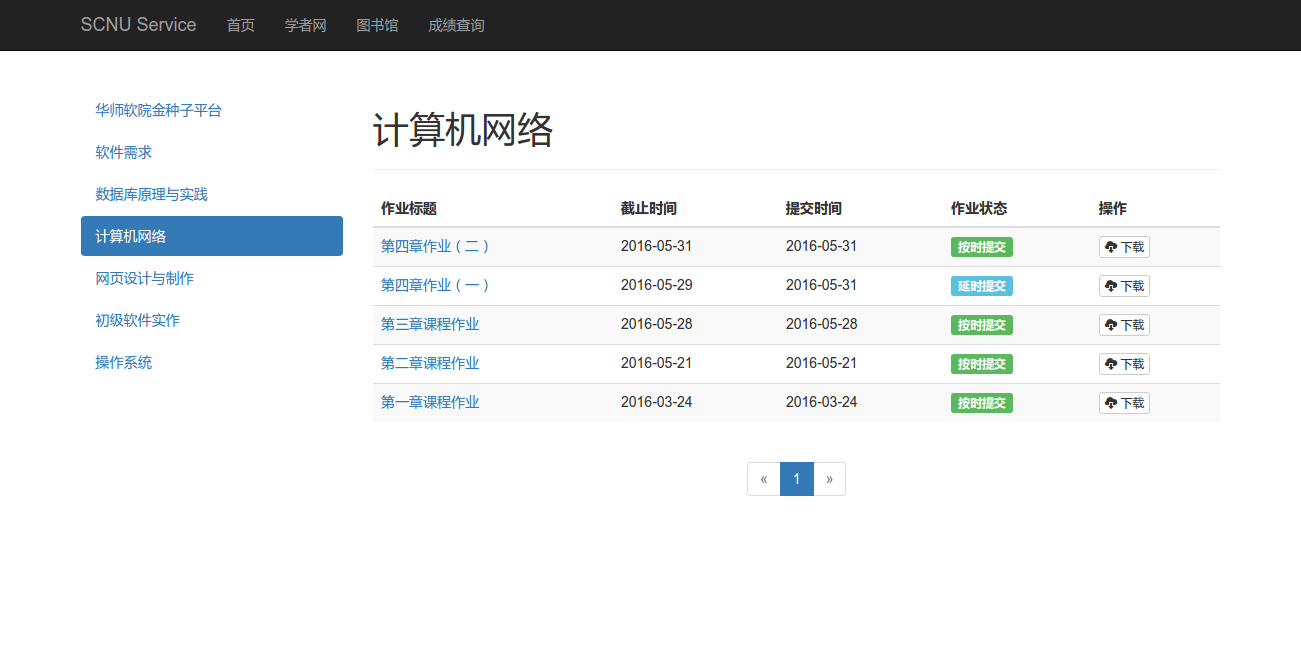 SCNU Service 首页 学者网 图书馆 成绩查询
华师软院金种子平台
软件需求
数据库原理与实践
计算机网络
网页设计与制作
初级软件实作
操作系统
计算机网络
作业标题 截止时间 提交时间 作业状态 操作
第四章作业（二） 2016-05-31 2016-05-31 按时提交 下载
第四章作业（一） 2016-05-29 2016-05-31 延时提交 下载
第三章课程作业 2016-05-28 2016-05-28 按时提交 下载
第二章课程作业 2016-05-21 2016-05-21 按时提交 下载
第一章课程作业 2016-03-24 2016-03-24 按时提交 下载
« 1 »